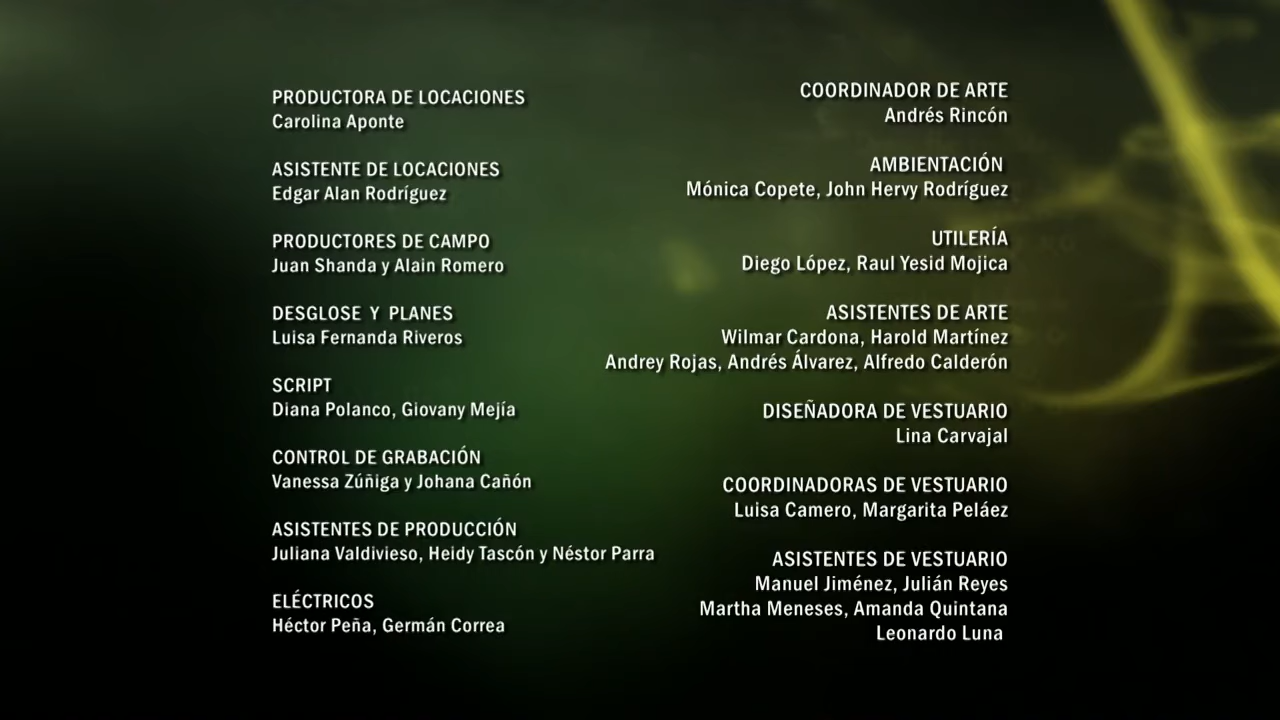 PRODUCTORA DE LOCACIONES
Carolina Aponte
ASISTENTE DE LOCACIONES
Edgar Alan Rodríguez
PRODUCTORES DE CAMPO
Juan Shanda y Alain Romero
DESGLOSE Y PLANES
Luisa Fernanda Riveros
SCRIPT
Diana Polanco, Giovany Mejía
CONTROL DE GRABACIÓN
Vanessa Zúñiga y Johana Cañón
ASISTENTES DE PRODUCCIÓN
Juliana Valdivieso, Heidy Tascón y Néstor Parra
ELÉCTRICOS
Héctor Peña, Germán Correa
COORDINADOR DE ARTE
Andrés Rincón
AMBIENTACIÓN
Mónica Copete, John Hervy Rodríguez
UTILERÍA
Diego López, Raul Yesid Mojica
ASISTENTES DE ARTE
Wilmar Cardona, Harold Martínez
Andrey Rojas, Andrés Álvarez, Alfredo Calderón
DISEÑADORA DE VESTUARIO
Lina Carvajal
COORDINADORAS DE VESTUARIO
Luisa Camero, Margarita Peláez
ASISTENTES DE VESTUARIO
Manuel Jiménez, Julián Reyes
Martha Meneses, Amanda Quintana
Leonardo Luna